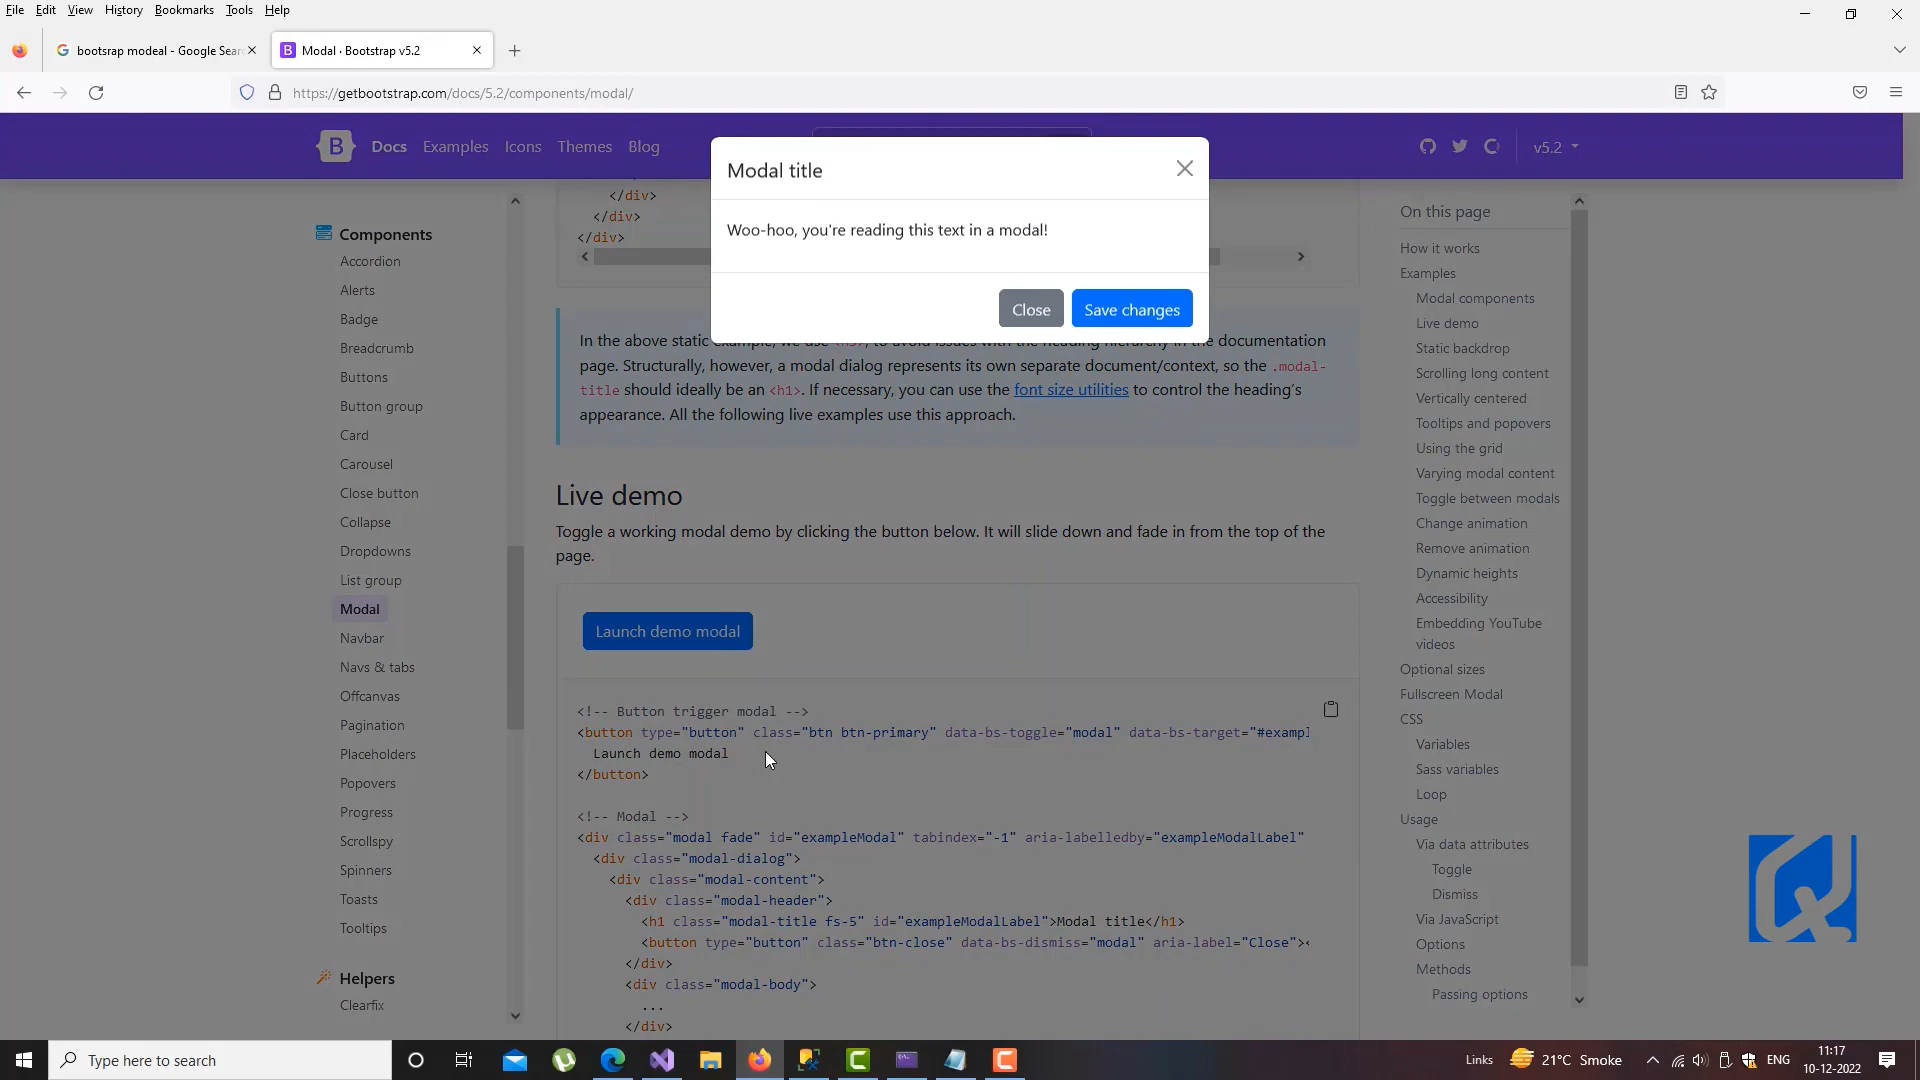 File Edit View History Bookmarks Tools Help
bootsrap modeal - Google Sear
Modal · Bootstrap v5.2
https://getbootstrap.com/docs/5.2/components/modal/
B Docs Examples Icons Themes Blog
v5.2
Modal title
Woo-hoo, you're reading this text in a modal!
Close Save changes
Components
Accordion
Alerts
Badge
Breadcrumb
Buttons
Button group
Card
Carousel
Close button
Collapse
Dropdowns
List group
Modal
Navbar
Navs & tabs
Offcanvas
Pagination
Placeholders
Popovers
Progress
Scrollspy
Spinners
Toasts
Tooltips
Helpers
Clearfix
</div>
</div>
</div>
In the above static example, we use <h5>, to avoid issues with the heading hierarchy in the documentation
page. Structurally, however, a modal dialog represents its own separate document/context, so the .modal-
title should ideally be an <h1>. If necessary, you can use the font size utilities to control the heading's
appearance. All the following live examples use this approach.
Live demo
Toggle a working modal demo by clicking the button below. It will slide down and fade in from the top of the
page.
Launch demo modal
<!-- Button trigger modal -->
<button type="button" class="btn btn-primary" data-bs-toggle="modal" data-bs-target="#exampl
Launch demo modal
</button>
<!-- Modal -->
<div class="modal fade" id="exampleModal" tabindex="-1" aria-labelledby="exampleModalLabel"
<div class="modal-dialog">
<div class="modal-content">
<div class="modal-header">
<h1 class="modal-title fs-5" id="exampleModalLabel">Modal title</h1>
<button type="button" class="btn-close" data-bs-dismiss="modal" aria-label="Close"><
</div>
<div class="modal-body">
...
</div>
On this page
How it works
Examples
Modal components
Live demo
Static backdrop
Scrolling long content
Vertically centered
Tooltips and popovers
Using the grid
Varying modal content
Toggle between modals
Change animation
Remove animation
Dynamic heights
Accessibility
Embedding YouTube
videos
Optional sizes
Fullscreen Modal
CSS
Variables
Sass variables
Loop
Usage
Via data attributes
Toggle
Dismiss
Via JavaScript
Options
Methods
Passing options
Type here to search
Links
21°C Smoke
ENG
11:17
10-12-2022